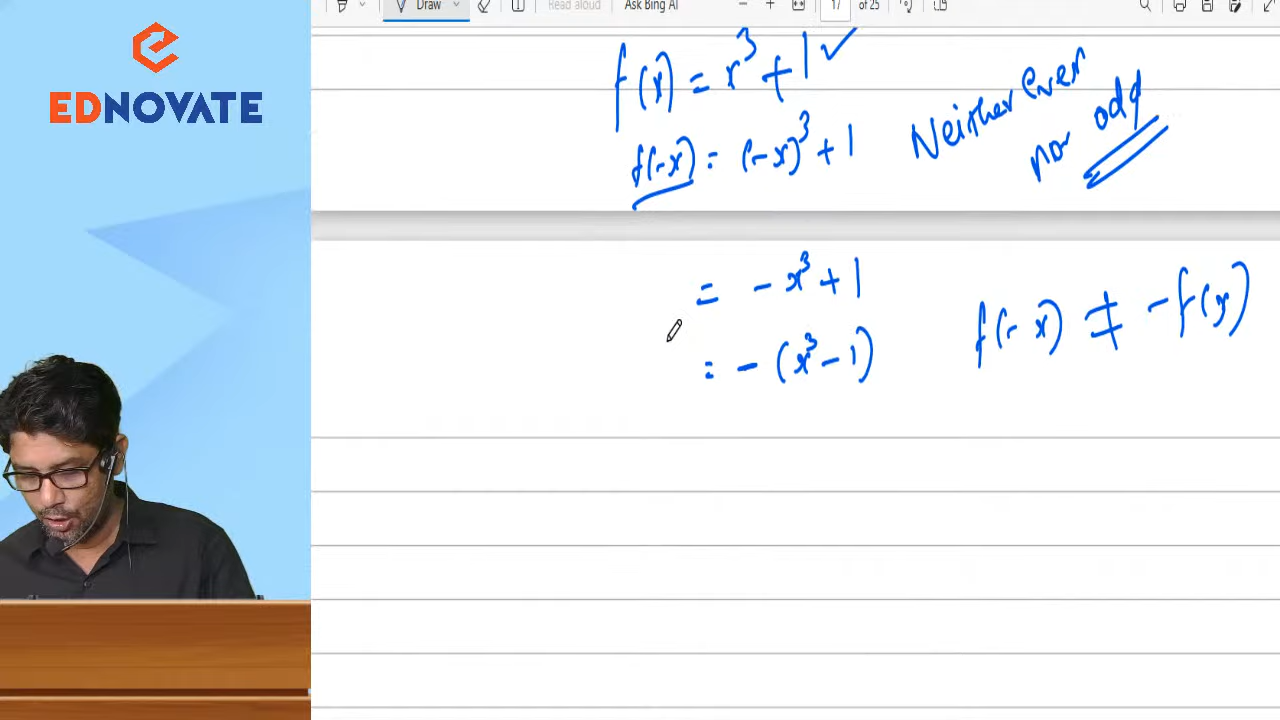 Draw
Read aloud
Ask Bing AI
17 of 25
EDNOVATE
f(x) = x³ + 1 ✓
f(-x) = (-x)³ + 1
Neither even
nor odd
= - x³ + 1
= - (x³ - 1)
f(-x) ≠ -f(x)